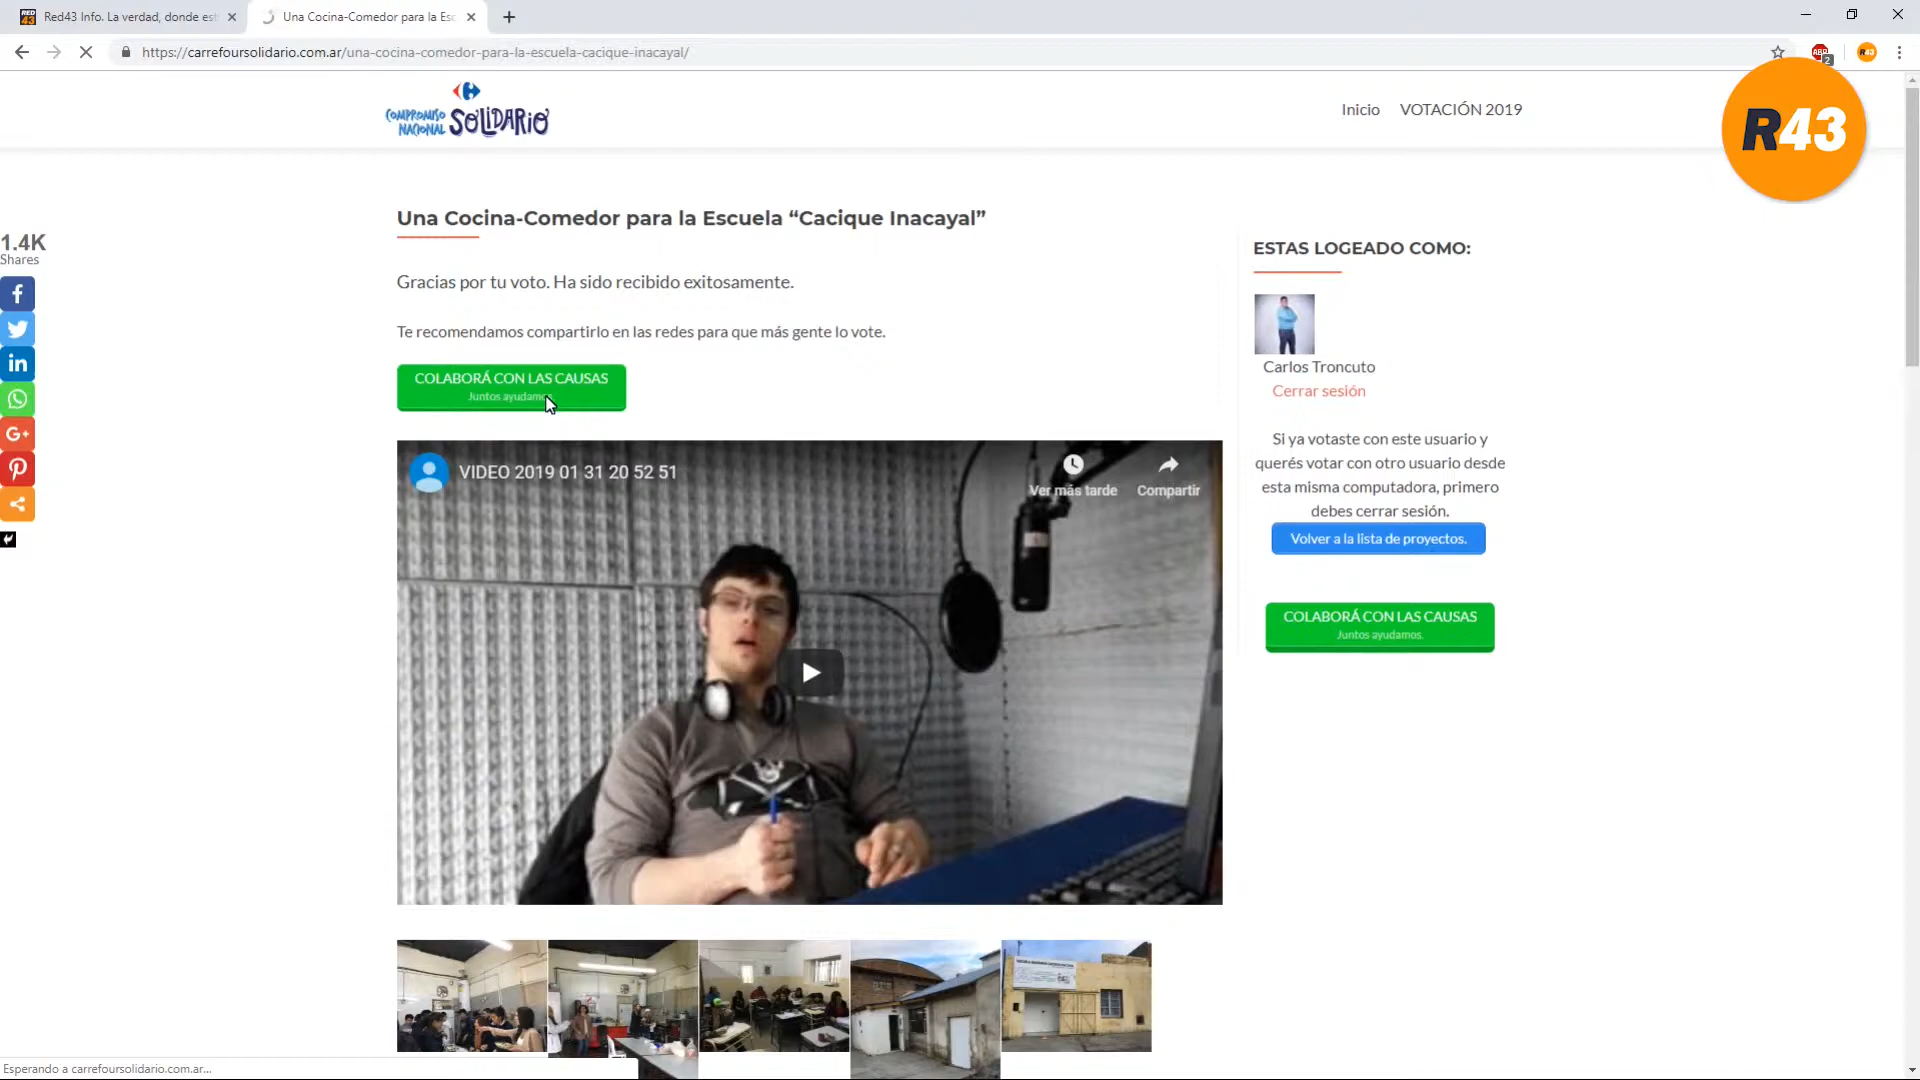 Red43 Info. La verdad, donde est
Una Cocina-Comedor para la Esc
https://carrefoursolidario.com.ar/una-cocina-comedor-para-la-escuela-cacique-inacayal/
ABP
2
R43
COMPROMISO
NACIONAL
SOLIDARIO
Inicio
VOTACIÓN 2019
R43
1.4K
Shares
Una Cocina-Comedor para la Escuela “Cacique Inacayal”
Gracias por tu voto. Ha sido recibido exitosamente.
Te recomendamos compartirlo en las redes para que más gente lo vote.
COLABORÁ CON LAS CAUSAS
Juntos ayudamos.
VIDEO 2019 01 31 20 52 51
Ver más tarde
Compartir
ESTAS LOGEADO COMO:
Carlos Troncuto
Cerrar sesión
Si ya votaste con este usuario y
querés votar con otro usuario desde
esta misma computadora, primero
debes cerrar sesión.
Volver a la lista de proyectos.
COLABORÁ CON LAS CAUSAS
Juntos ayudamos.
Esperando a carrefoursolidario.com.ar...